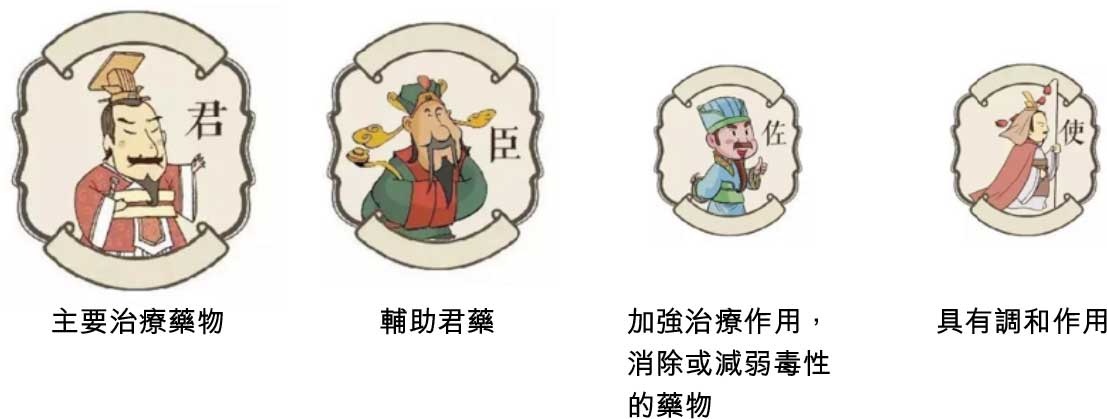 君
臣
佐
使
主要治療藥物
輔助君藥
加強治療作用，
消除或減弱毒性
的藥物
具有調和作用